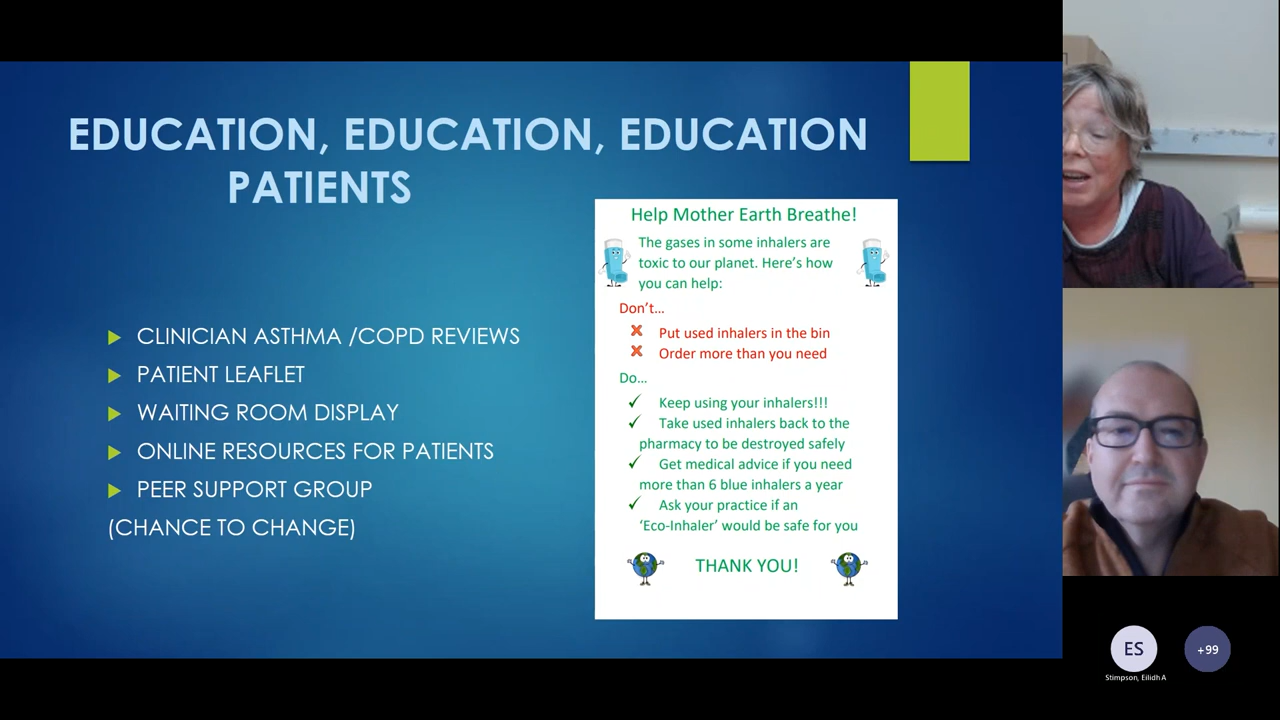 EDUCATION, EDUCATION, EDUCATION
PATIENTS
CLINICIAN ASTHMA /COPD REVIEWS
PATIENT LEAFLET
WAITING ROOM DISPLAY
ONLINE RESOURCES FOR PATIENTS
PEER SUPPORT GROUP
(CHANCE TO CHANGE)
Help Mother Earth Breathe!
The gases in some inhalers are
toxic to our planet. Here’s how
you can help:
Don’t…
Put used inhalers in the bin
Order more than you need
Do…
Keep using your inhalers!!!
Take used inhalers back to the
pharmacy to be destroyed safely
Get medical advice if you need
more than 6 blue inhalers a year
Ask your practice if an
‘Eco-Inhaler’ would be safe for you
THANK YOU!
ES
+99
Stimpson, Eilidh A